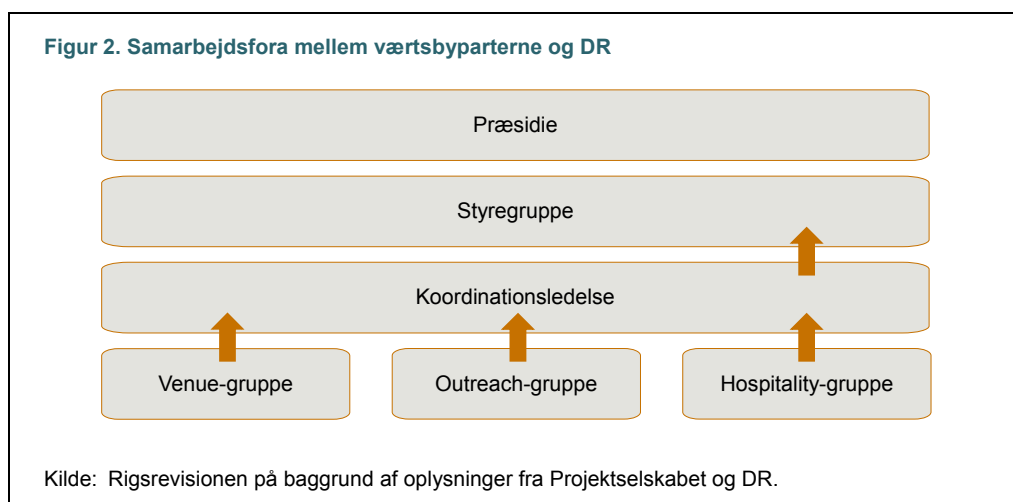 Figur 2. Samarbejdsfora mellem værtsbyparterne og DR
Præsidie
Styregruppe
Koordinationsledelse
Venue-gruppe
Outreach-gruppe
Hospitality-gruppe
Kilde: Rigsrevisionen på baggrund af oplysninger fra Projektselskabet og DR.